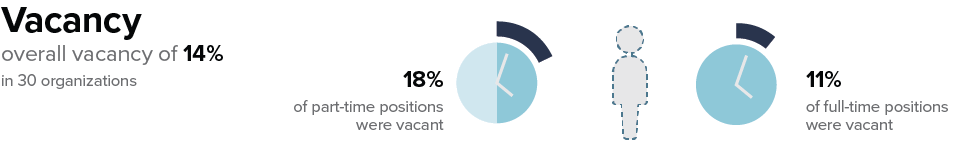 Vacancy
overall vacancy of 14%
in 30 organizations
18%
of part-time positions
were vacant
11%
of full-time positions
were vacant